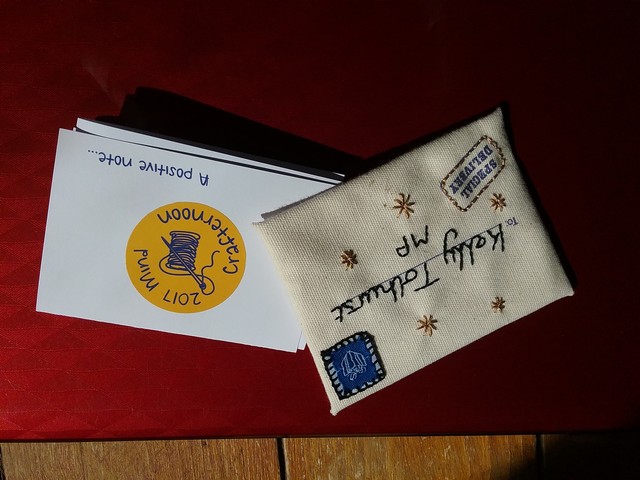 To: Kelly Tolhurst
MP
SPECIAL
DELIVERY
2017 Mind
Crafternoon
A positive note...